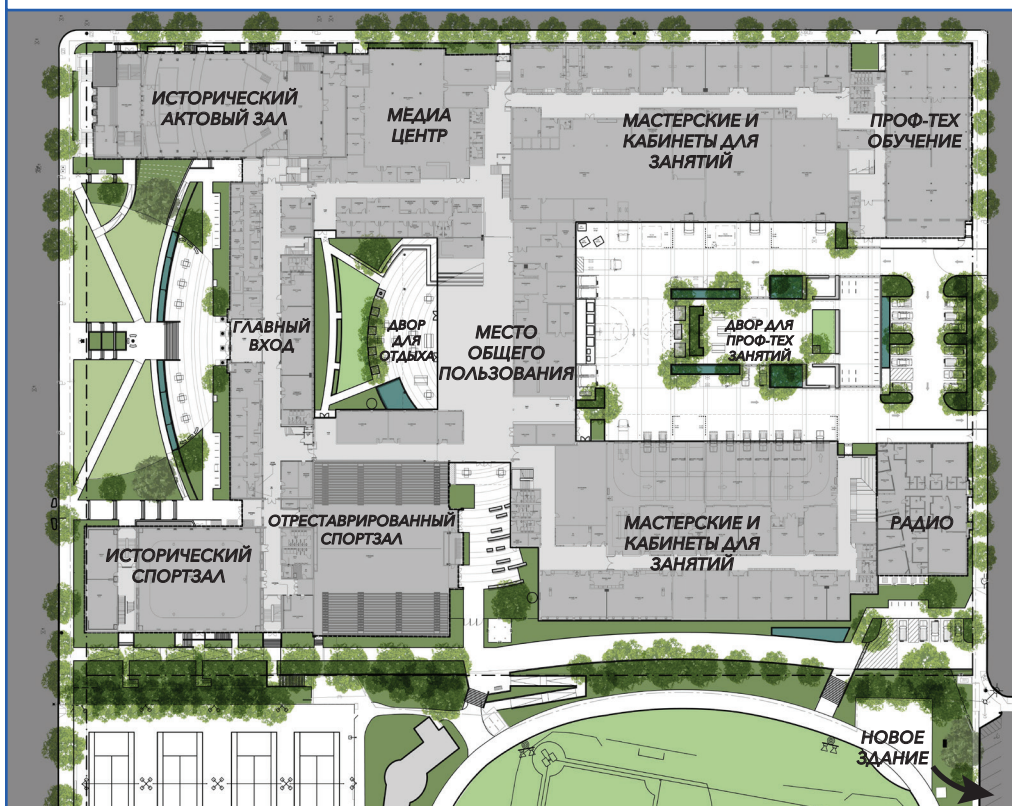 ИСТОРИЧЕСКИЙ
АКТОВЫЙ ЗАЛ
МЕДИА
ЦЕНТР
МАСТЕРСКИЕ И
КАБИНЕТЫ ДЛЯ
ЗАНЯТИЙ
ПРОФ-ТЕХ
ОБУЧЕНИЕ
ГЛАВНЫЙ
ВХОД
ДВОР
ДЛЯ
ОТДЫХА
МЕСТО
ОБЩЕГО
ПОЛЬЗОВАНИЯ
ДВОР ДЛЯ
ПРОФ-ТЕХ
ЗАНЯТИЙ
ИСТОРИЧЕСКИЙ
СПОРТЗАЛ
ОТРЕСТАВРИРОВАННЫЙ
СПОРТЗАЛ
МАСТЕРСКИЕ И
КАБИНЕТЫ ДЛЯ
ЗАНЯТИЙ
РАДИО
НОВОЕ
ЗДАНИЕ